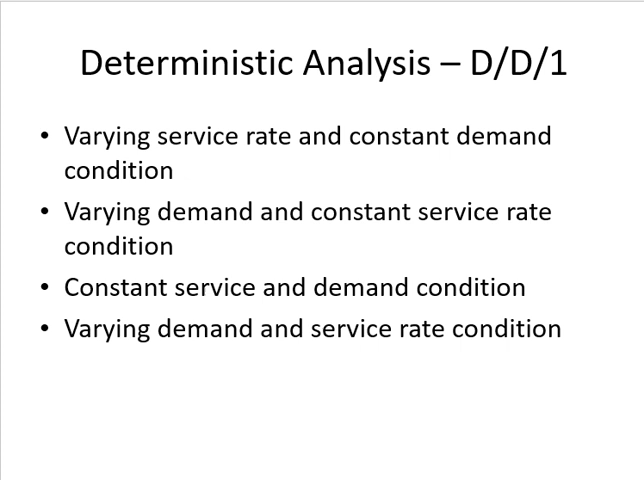 Deterministic Analysis – D/D/1
• Varying service rate and constant demand
condition
• Varying demand and constant service rate
condition
• Constant service and demand condition
• Varying demand and service rate condition